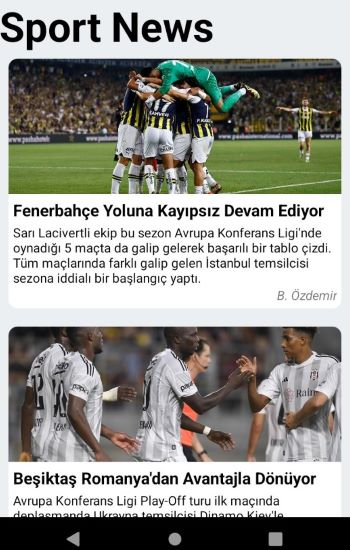 Sport News
Fenerbahçe Yoluna Kayıpsız Devam Ediyor
Sarı Lacivertli ekip bu sezon Avrupa Konferans Ligi'nde
oynadığı 5 maçta da galip gelerek başarılı bir tablo çizdi.
Tüm maçlarında farklı galip gelen İstanbul temsilcisi
sezona iddialı bir başlangıç yaptı.
B. Özdemir
Beşiktaş Romanya'dan Avantajla Dönüyor
Avrupa Konferans Ligi Play-Off turu ilk maçında
deplasmanda Ukrayna temsilcisi Dinamo Kiev'le